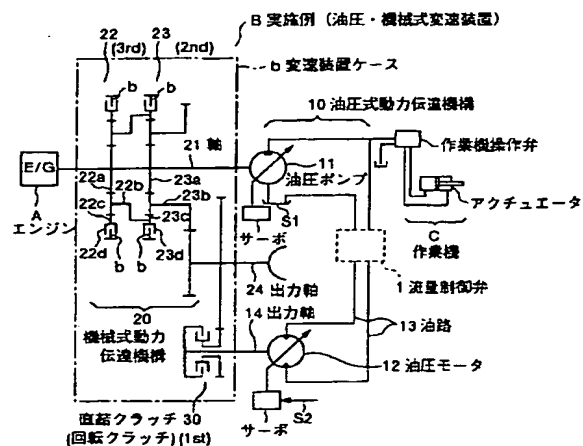 B 実施例 (油圧・機械式変速装置)
22 23
(3rd) (2nd)
b 変速装置ケース
b b
10 油圧式動力伝達機構
21 軸
E/G
A
エンジン
22a
22b
22c
22d
23a
23b
23c
23d
b b
11
油圧ポンプ
サーボ
S1
作業機操作弁
アクチュエータ
C
作業機
1 流量制御弁
24 出力軸
20
機械式動力
伝達機構
14 出力軸
13 油路
12 油圧モータ
サーボ
S2
直結クラッチ 30
(回転クラッチ) (1st)